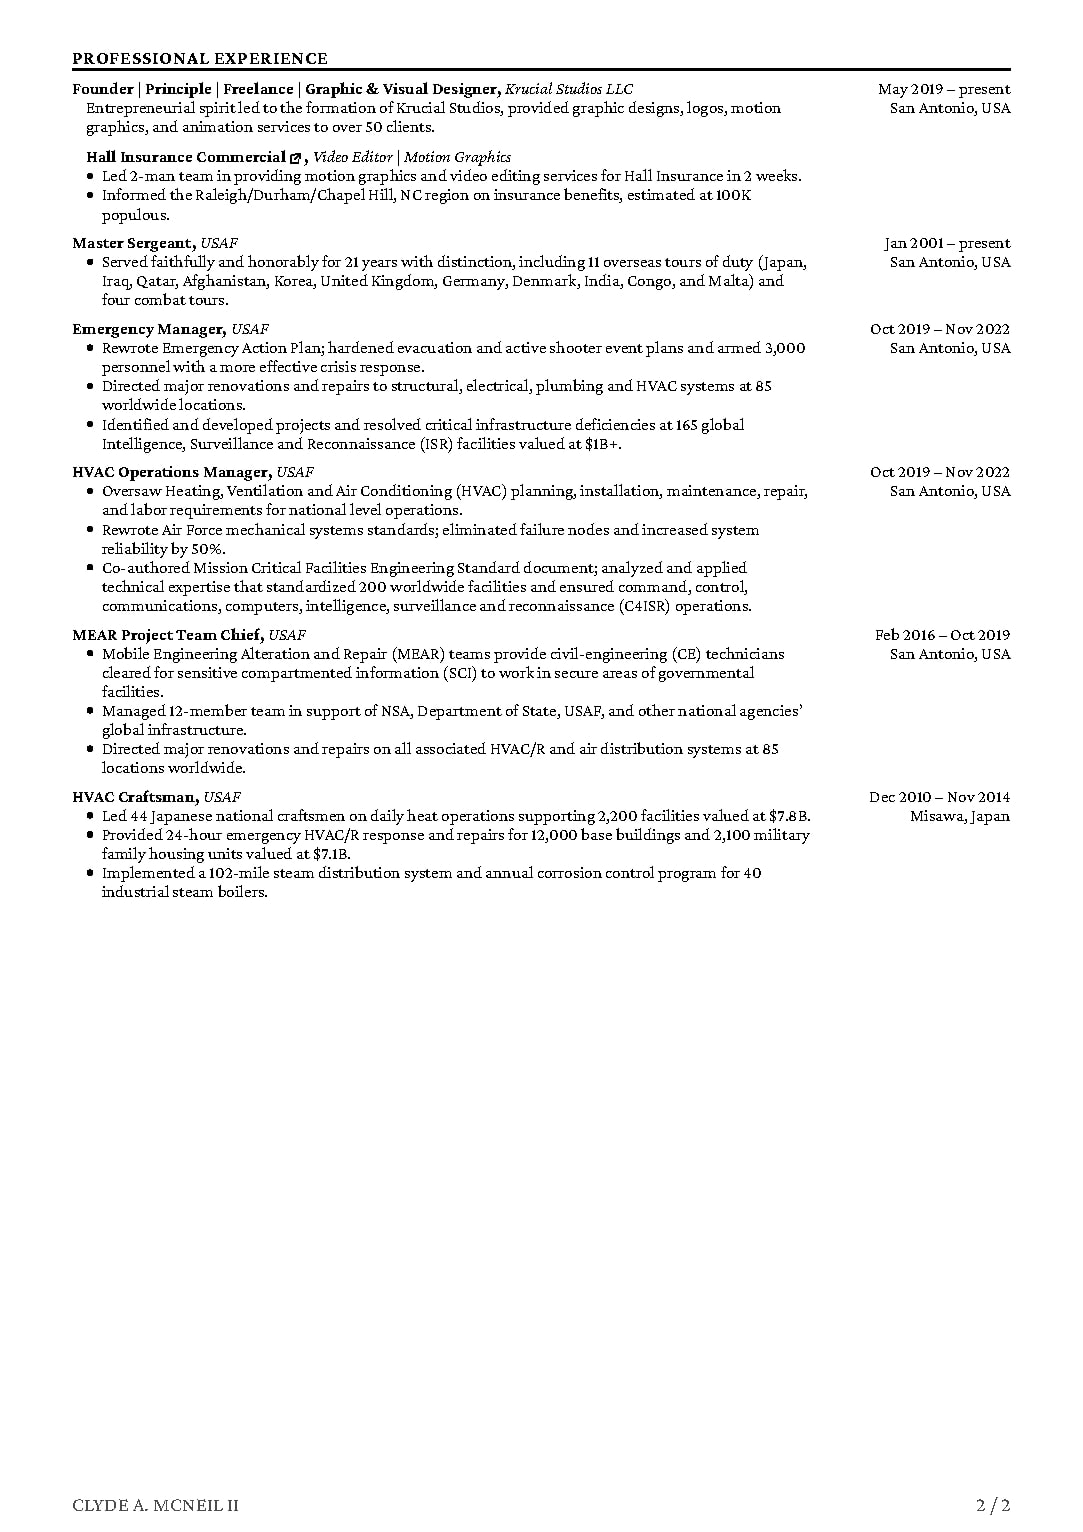 PROFESSIONAL EXPERIENCE
Founder | Principle | Freelance | Graphic & Visual Designer, Krucial Studios LLC
May 2019 – present
Entrepreneurial spirit led to the formation of Krucial Studios, provided graphic designs, logos, motion
San Antonio, USA
graphics, and animation services to over 50 clients.
Hall Insurance Commercial , Video Editor | Motion Graphics
• Led 2-man team in providing motion graphics and video editing services for Hall Insurance in 2 weeks.
• Informed the Raleigh/Durham/Chapel Hill, NC region on insurance benefits, estimated at 100K
populous.
Master Sergeant, USAF
Jan 2001 – present
• Served faithfully and honorably for 21 years with distinction, including 11 overseas tours of duty (Japan,
San Antonio, USA
Iraq, Qatar, Afghanistan, Korea, United Kingdom, Germany, Denmark, India, Congo, and Malta) and
four combat tours.
Emergency Manager, USAF
Oct 2019 – Nov 2022
• Rewrote Emergency Action Plan; hardened evacuation and active shooter event plans and armed 3,000
San Antonio, USA
personnel with a more effective crisis response.
• Directed major renovations and repairs to structural, electrical, plumbing and HVAC systems at 85
worldwide locations.
• Identified and developed projects and resolved critical infrastructure deficiencies at 165 global
Intelligence, Surveillance and Reconnaissance (ISR) facilities valued at $1B+.
HVAC Operations Manager, USAF
Oct 2019 – Nov 2022
• Oversaw Heating, Ventilation and Air Conditioning (HVAC) planning, installation, maintenance, repair,
San Antonio, USA
and labor requirements for national level operations.
• Rewrote Air Force mechanical systems standards; eliminated failure nodes and increased system
reliability by 50%.
• Co-authored Mission Critical Facilities Engineering Standard document; analyzed and applied
technical expertise that standardized 200 worldwide facilities and ensured command, control,
communications, computers, intelligence, surveillance and reconnaissance (C4ISR) operations.
MEAR Project Team Chief, USAF
Feb 2016 – Oct 2019
• Mobile Engineering Alteration and Repair (MEAR) teams provide civil-engineering (CE) technicians
San Antonio, USA
cleared for sensitive compartmented information (SCI) to work in secure areas of governmental
facilities.
• Managed 12-member team in support of NSA, Department of State, USAF, and other national agencies’
global infrastructure.
• Directed major renovations and repairs on all associated HVAC/R and air distribution systems at 85
locations worldwide.
HVAC Craftsman, USAF
Dec 2010 – Nov 2014
• Led 44 Japanese national craftsmen on daily heat operations supporting 2,200 facilities valued at $7.8B.
Misawa, Japan
• Provided 24-hour emergency HVAC/R response and repairs for 12,000 base buildings and 2,100 military
family housing units valued at $7.1B.
• Implemented a 102-mile steam distribution system and annual corrosion control program for 40
industrial steam boilers.
CLYDE A. MCNEIL II
2 / 2